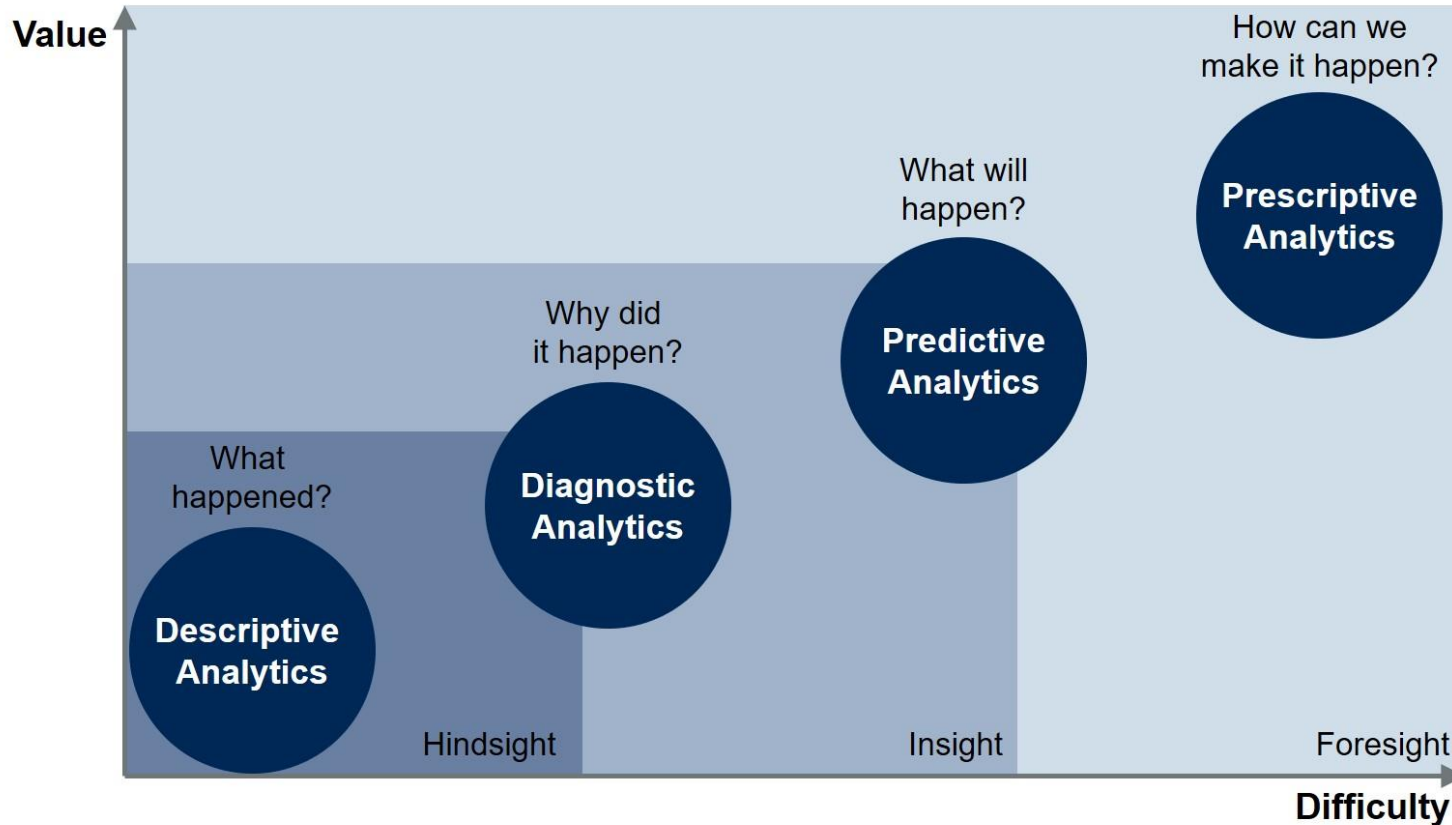 Value
How can we
make it happen?
Prescriptive
Analytics
What will
happen?
Predictive
Analytics
Why did
it happen?
Diagnostic
Analytics
What
happened?
Descriptive
Analytics
Hindsight
Insight
Foresight
Difficulty